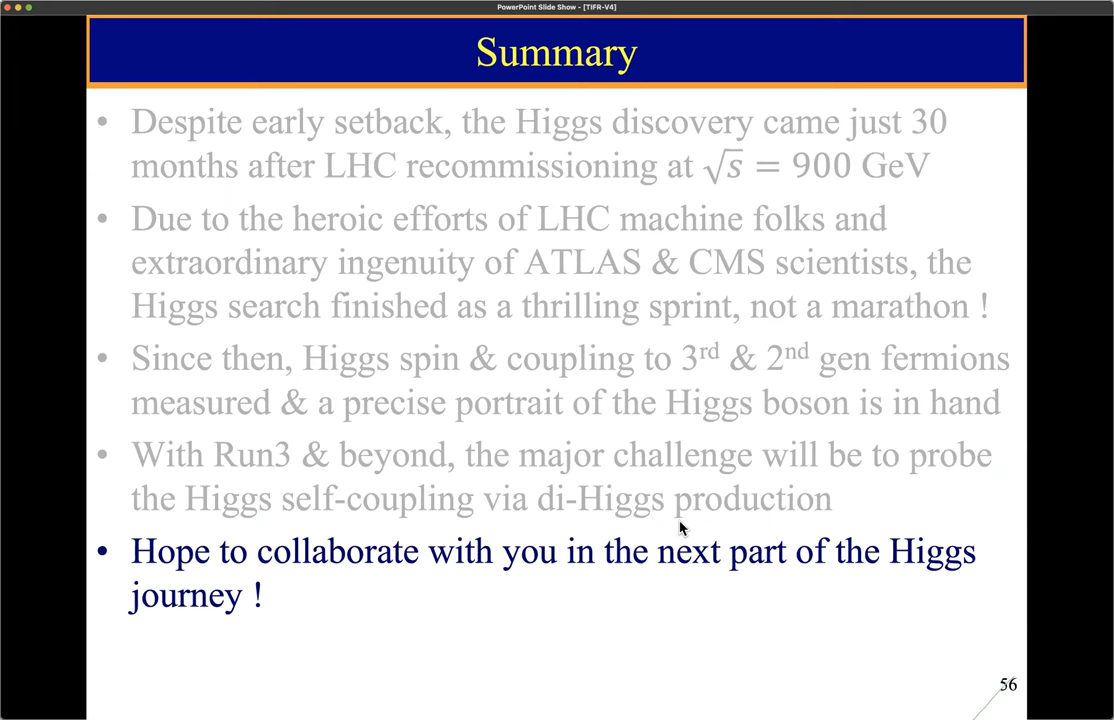 PowerPoint Slide Show - [TIFR-V4]
Summary
• Despite early setback, the Higgs discovery came just 30
months after LHC recommissioning at √s = 900 GeV
• Due to the heroic efforts of LHC machine folks and
extraordinary ingenuity of ATLAS & CMS scientists, the
Higgs search finished as a thrilling sprint, not a marathon !
• Since then, Higgs spin & coupling to 3rd & 2nd gen fermions
measured & a precise portrait of the Higgs boson is in hand
• With Run3 & beyond, the major challenge will be to probe
the Higgs self-coupling via di-Higgs production
• Hope to collaborate with you in the next part of the Higgs
journey !
56